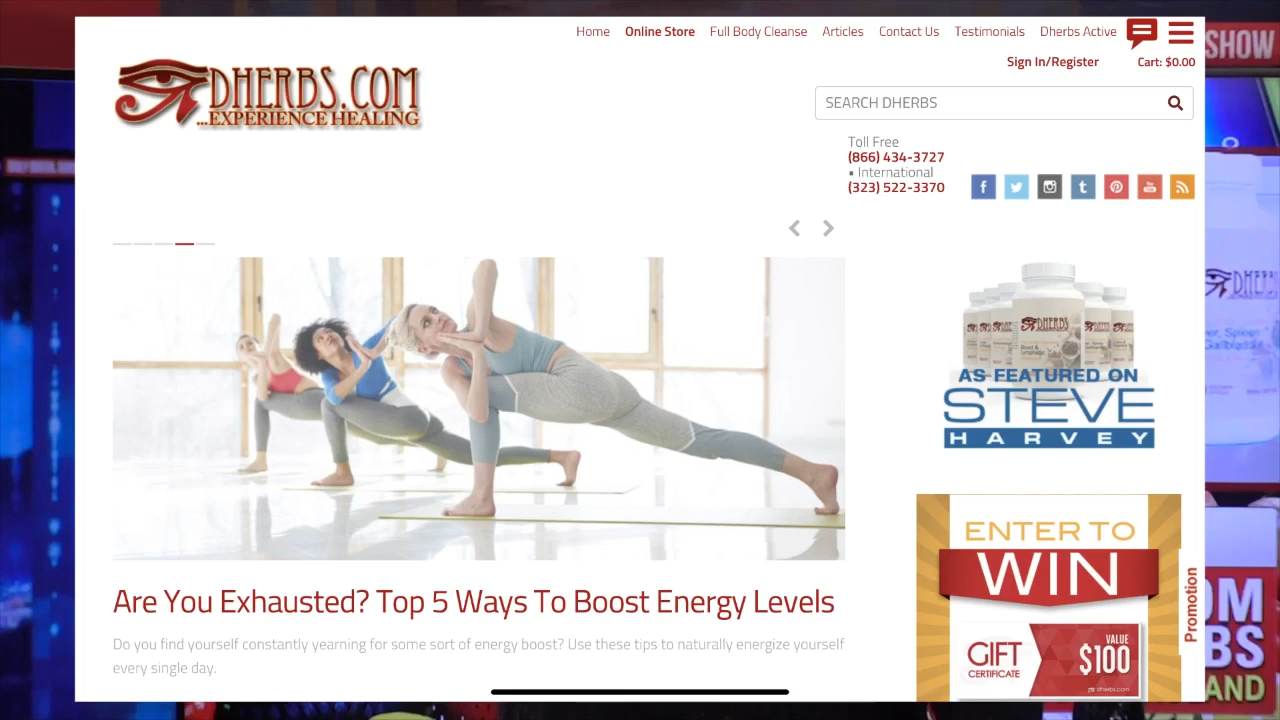 Home Online Store Full Body Cleanse Articles Contact Us Testimonials Dherbs Active
SHOW
Sign In/Register Cart: $0.00
DHERBS.COM
...EXPERIENCE HEALING
SEARCH DHERBS
Toll Free
(866) 434-3727
▪ International
(323) 522-3370
DHERBS
AS FEATURED ON
STEVE
HARVEY
ENTER TO
WIN
GIFT
CERTIFICATE
VALUE
$100
dherbs.com
Promotion
Are You Exhausted? Top 5 Ways To Boost Energy Levels
Do you find yourself constantly yearning for some sort of energy boost? Use these tips to naturally energize yourself
every single day.